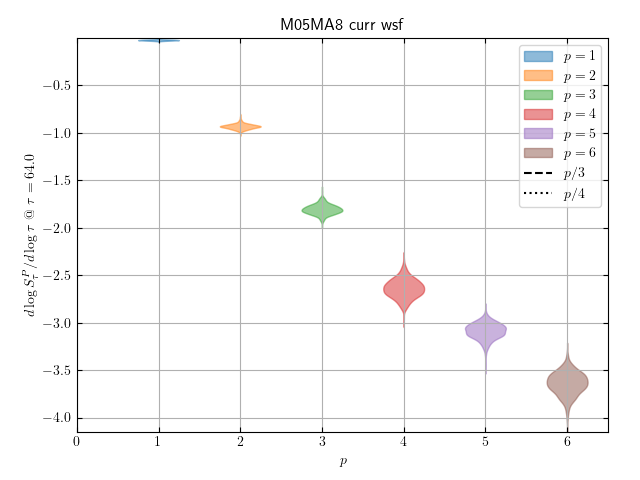 M05MA8 curr wsf
d log S_τ^P / d log τ @ τ = 64.0
−0.5
−1.0
−1.5
−2.0
−2.5
−3.0
−3.5
−4.0
0 1 2 3 4 5 6
p
p = 1
p = 2
p = 3
p = 4
p = 5
p = 6
p/3
p/4